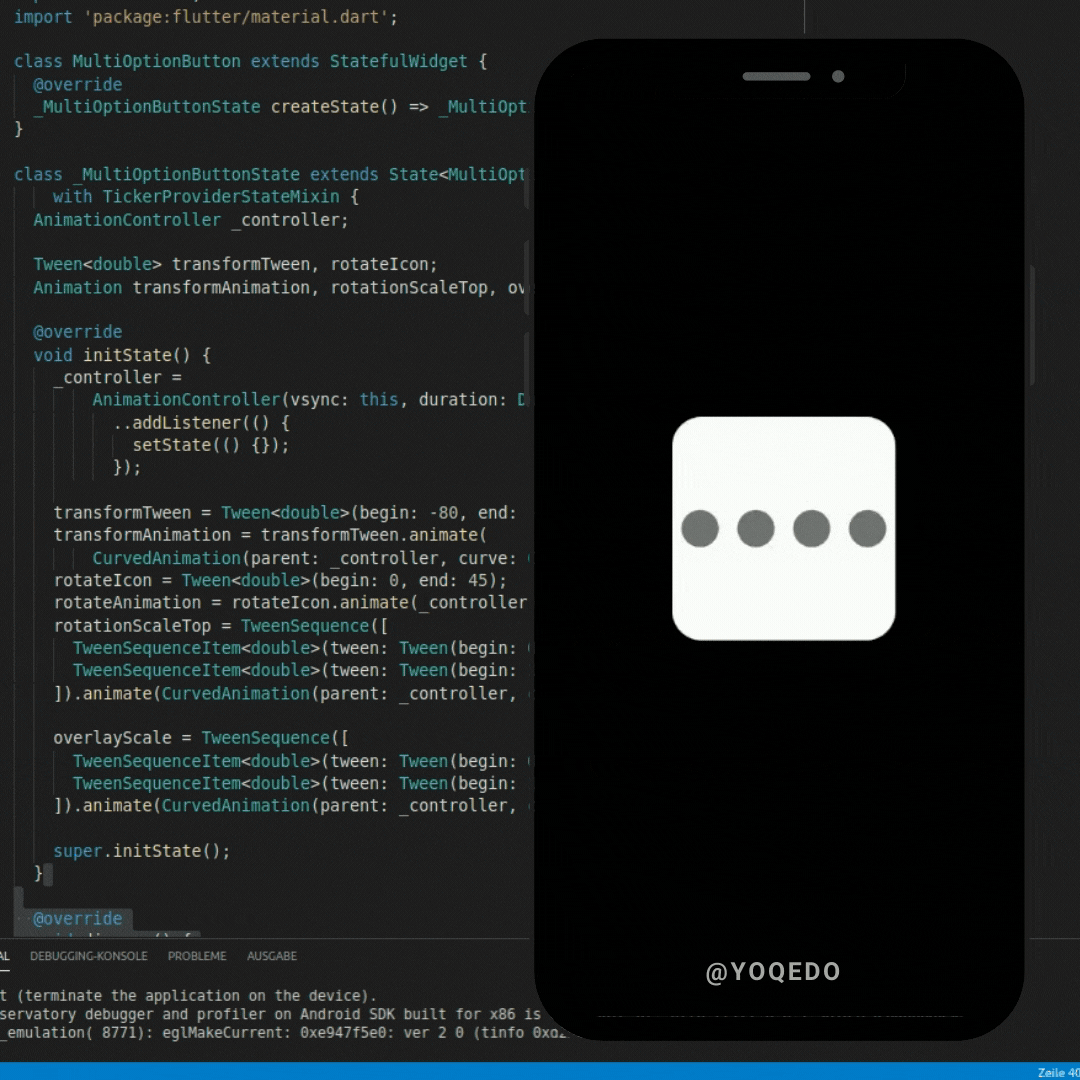 import 'package:flutter/material.dart';
class MultiOptionButton extends StatefulWidget {
@override
_MultiOptionButtonState createState() => _MultiOpt
}
class _MultiOptionButtonState extends State<MultiOpt
with TickerProviderStateMixin {
AnimationController _controller;
Tween<double> transformTween, rotateIcon;
Animation transformAnimation, rotationScaleTop, ov
@override
void initState() {
_controller =
AnimationController(vsync: this, duration: D
..addListener(() {
setState(() {});
});
transformTween = Tween<double>(begin: -80, end:
transformAnimation = transformTween.animate(
CurvedAnimation(parent: _controller, curve:
rotateIcon = Tween<double>(begin: 0, end: 45);
rotateAnimation = rotateIcon.animate(_controller
rotationScaleTop = TweenSequence([
TweenSequenceItem<double>(tween: Tween(begin:
TweenSequenceItem<double>(tween: Tween(begin:
]).animate(CurvedAnimation(parent: _controller,
overlayScale = TweenSequence([
TweenSequenceItem<double>(tween: Tween(begin:
TweenSequenceItem<double>(tween: Tween(begin:
]).animate(CurvedAnimation(parent: _controller,
super.initState();
}
@override
AL DEBUGGING-KONSOLE PROBLEME AUSGABE
t (terminate the application on the device).
servatory debugger and profiler on Android SDK built for x86 is
_emulation( 8771): eglMakeCurrent: 0xe947f5e0: ver 2 0 (tinfo
@YOQEDO
Zeile 40